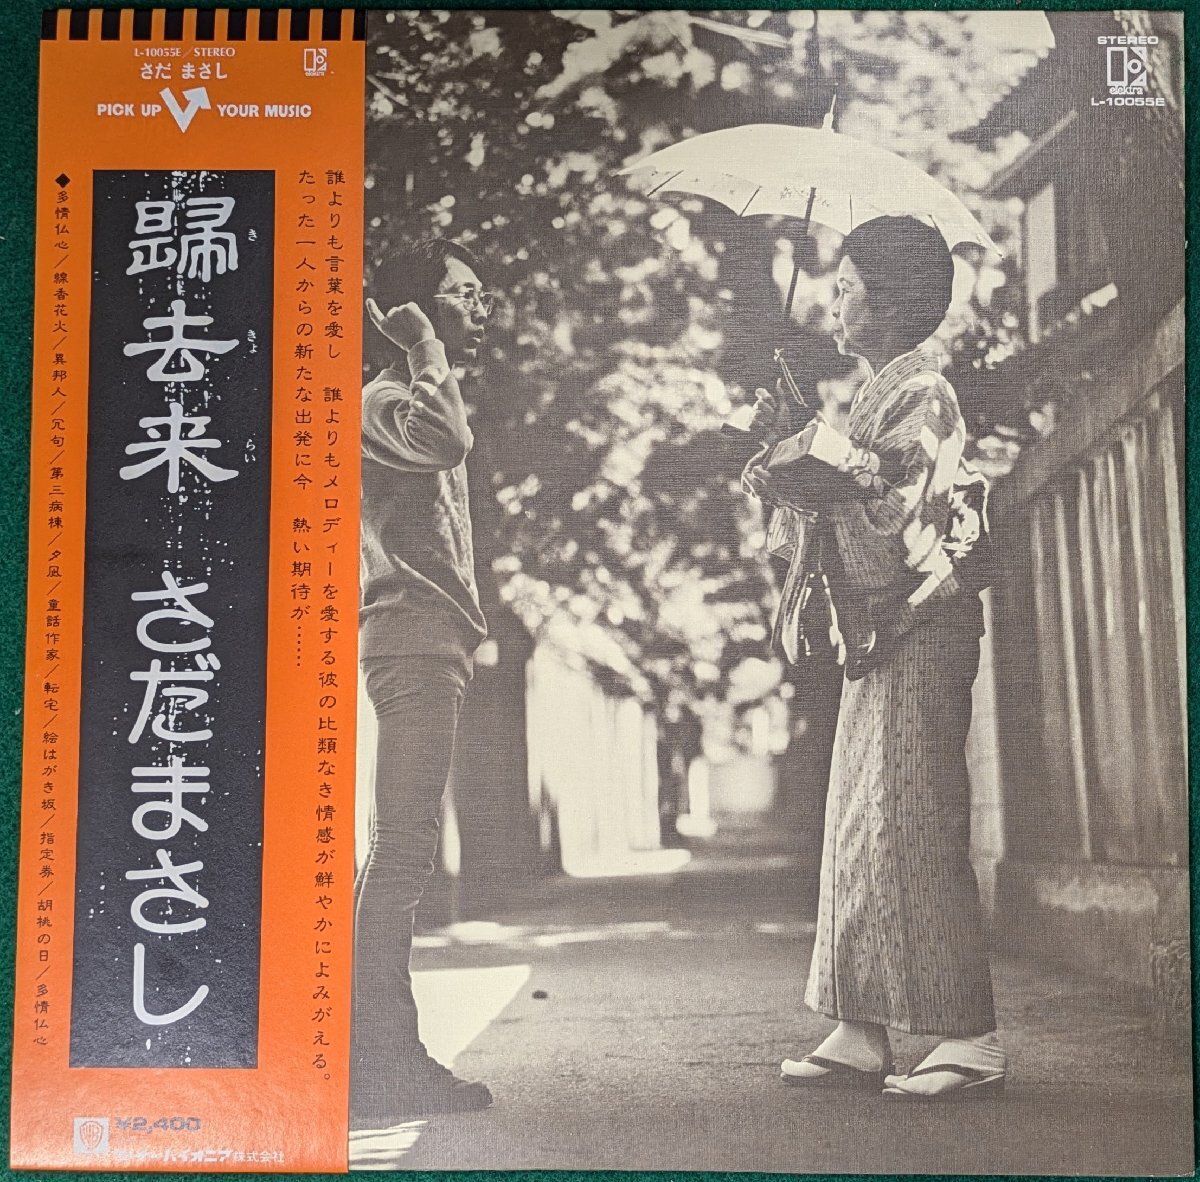 L-10055E／STEREO
elektra
さだ まさし
PICK UP YOUR MUSIC
誰よりも言葉を愛し 誰よりもメロディーを愛する彼の比類なき情感が鮮やかによみがえる。
たった一人からの新たな出発に今 熱い期待が……
歸去来 さだまさし
き きょ らい
◆多情仏心／線香花火／異邦人／冗句／第三病棟／夕凪／童話作家／転宅／絵はがき坂／指定券／胡桃の日／多情仏心
¥2,400
ワーナー・パイオニア株式会社
STEREO
elektra
L-10055E